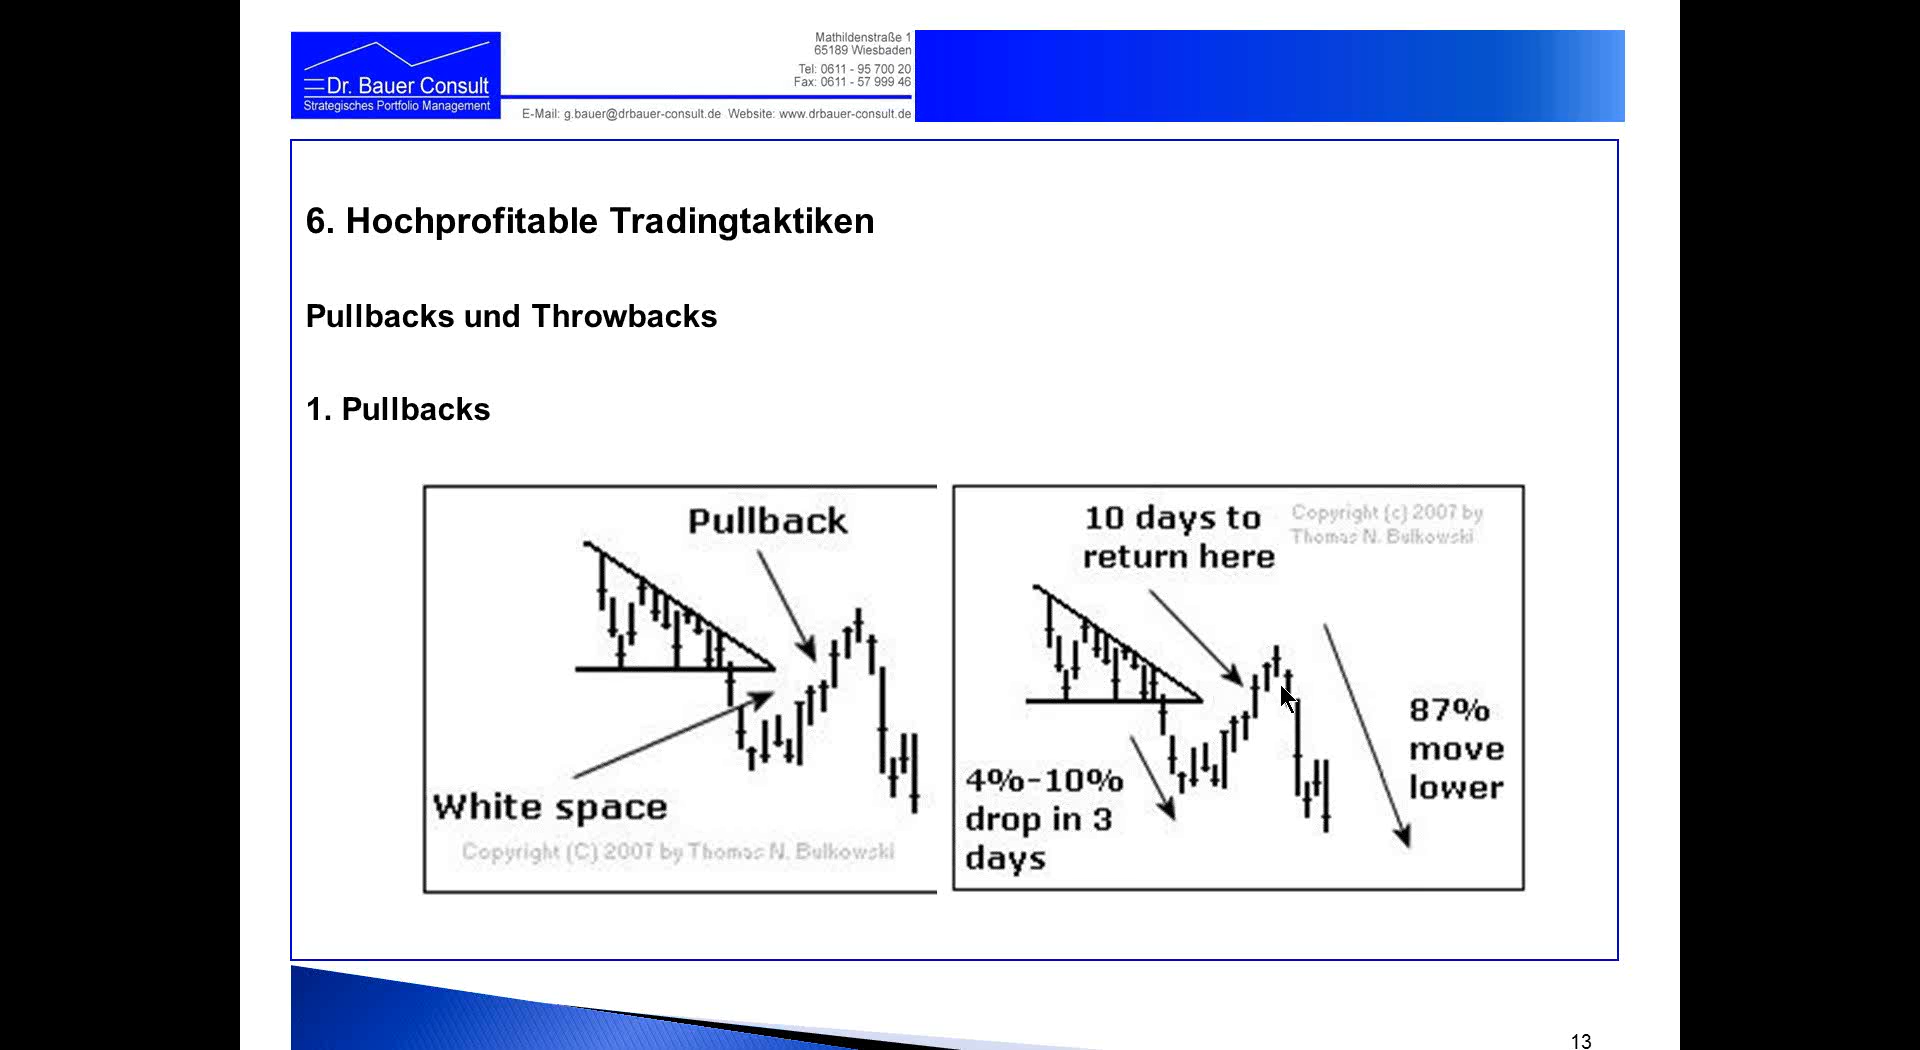 Dr. Bauer Consult
Strategisches Portfolio Management
Mathildenstraße 1
65189 Wiesbaden
Tel: 0611 - 95 700 20
Fax: 0611 - 57 999 46
E-Mail: g.bauer@drbauer-consult.de Website: www.drbauer-consult.de
6. Hochprofitable Tradingtaktiken
Pullbacks und Throwbacks
1. Pullbacks
Pullback
White space
Copyright (C) 2007 by Thomas N. Bulkowski
10 days to
return here
Copyright (c) 2007 by
Thomas N. Bulkowski
4%-10%
drop in 3
days
87%
move
lower
13